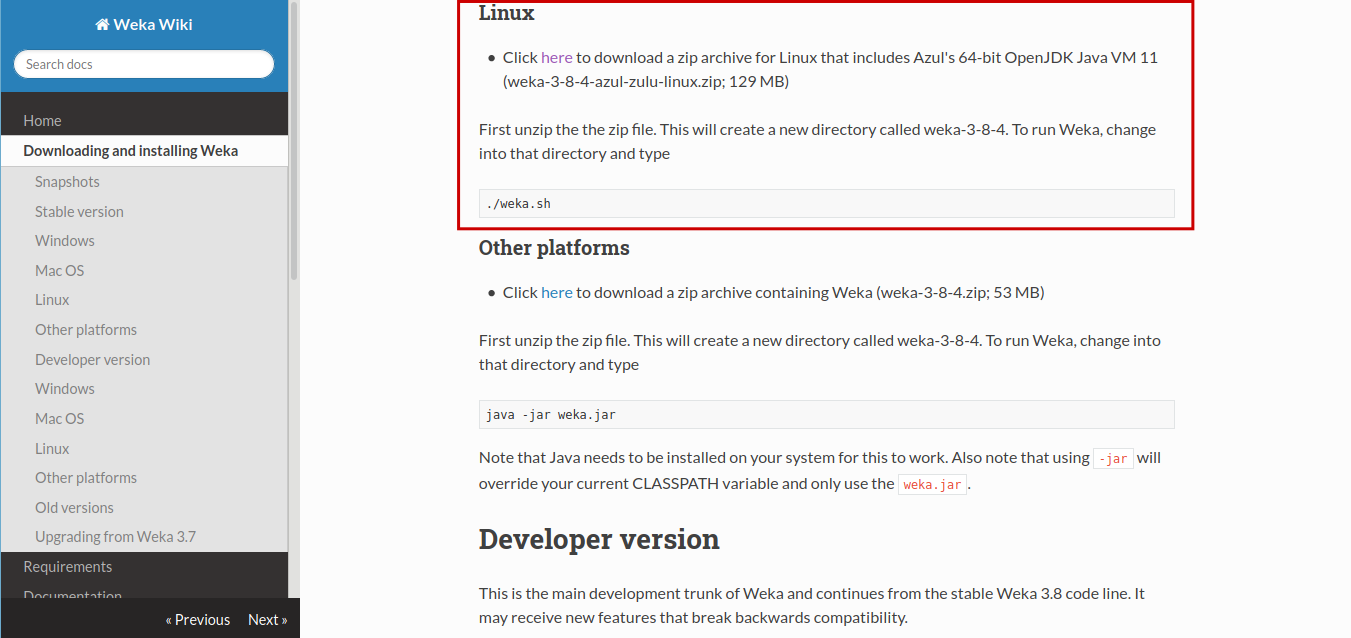 Weka Wiki
Search docs
Home
Downloading and installing Weka
Snapshots
Stable version
Windows
Mac OS
Linux
Other platforms
Developer version
Windows
Mac OS
Linux
Other platforms
Old versions
Upgrading from Weka 3.7
Requirements
Documentation
« Previous Next »
Linux
Click here to download a zip archive for Linux that includes Azul's 64-bit OpenJDK Java VM 11
(weka-3-8-4-azul-zulu-linux.zip; 129 MB)
First unzip the the zip file. This will create a new directory called weka-3-8-4. To run Weka, change
into that directory and type
./weka.sh
Other platforms
Click here to download a zip archive containing Weka (weka-3-8-4.zip; 53 MB)
First unzip the zip file. This will create a new directory called weka-3-8-4. To run Weka, change into
that directory and type
java -jar weka.jar
Note that Java needs to be installed on your system for this to work. Also note that using -jar will
override your current CLASSPATH variable and only use the weka.jar.
Developer version
This is the main development trunk of Weka and continues from the stable Weka 3.8 code line. It
may receive new features that break backwards compatibility.